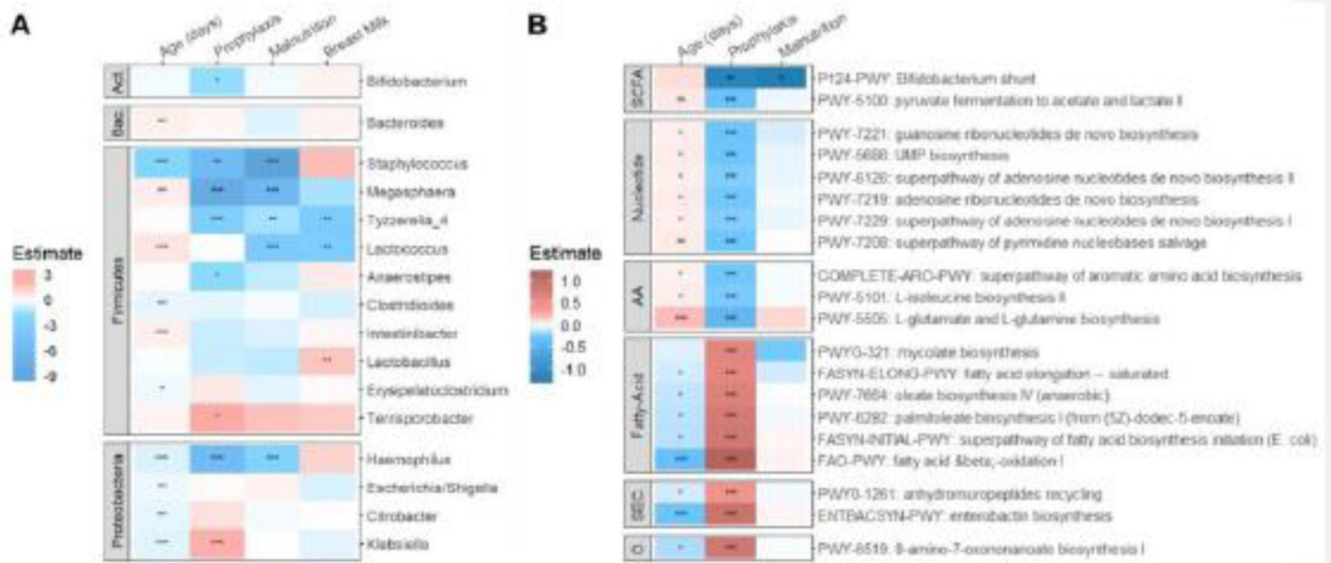 A
Age (days)
Prophylaxis
Malnutrition
Breast Milk
Act.
Bifidobacterium
Bac.
Bacteroides
Firmicutes
Staphylococcus
Megasphaera
Tyzzerella_4
Lactococcus
Anaerostipes
Clostridioides
Intestinibacter
Lactobacillus
Erysipelatoclostridium
Terrisporobacter
Proteobacteria
Haemophilus
Escherichia/Shigella
Citrobacter
Klebsiella
Estimate
3
0
-3
-6
-9
B
Age (days)
Prophylaxis
Malnutrition
SCFA
P124-PWY: Bifidobacterium shunt
PWY-5100: pyruvate fermentation to acetate and lactate II
Nucleotide
PWY-7221: guanosine ribonucleotides de novo biosynthesis
PWY-5686: UMP biosynthesis
PWY-6126: superpathway of adenosine nucleotides de novo biosynthesis II
PWY-7219: adenosine ribonucleotides de novo biosynthesis
PWY-7229: superpathway of adenosine nucleotides de novo biosynthesis I
PWY-7208: superpathway of pyrimidine nucleobases salvage
AA
COMPLETE-ARO-PWY: superpathway of aromatic amino acid biosynthesis
PWY-5101: L-isoleucine biosynthesis II
PWY-5505: L-glutamate and L-glutamine biosynthesis
Fatty-Acid
PWYG-321: mycolate biosynthesis
FASYN-ELONG-PWY: fatty acid elongation -- saturated
PWY-7664: oleate biosynthesis IV (anaerobic)
PWY-6282: palmitoleate biosynthesis I (from (5Z)-dodec-5-enoate)
FASYN-INITIAL-PWY: superpathway of fatty acid biosynthesis initiation (E. coli)
FAO-PWY: fatty acid &beta;-oxidation I
PWY0-1261: anhydromuropeptides recycling
ENTBACSYN-PWY: enterobactin biosynthesis
O
PWY-6519: 8-amino-7-oxononanoate biosynthesis I
Estimate
1.0
0.5
0.0
-0.5
-1.0